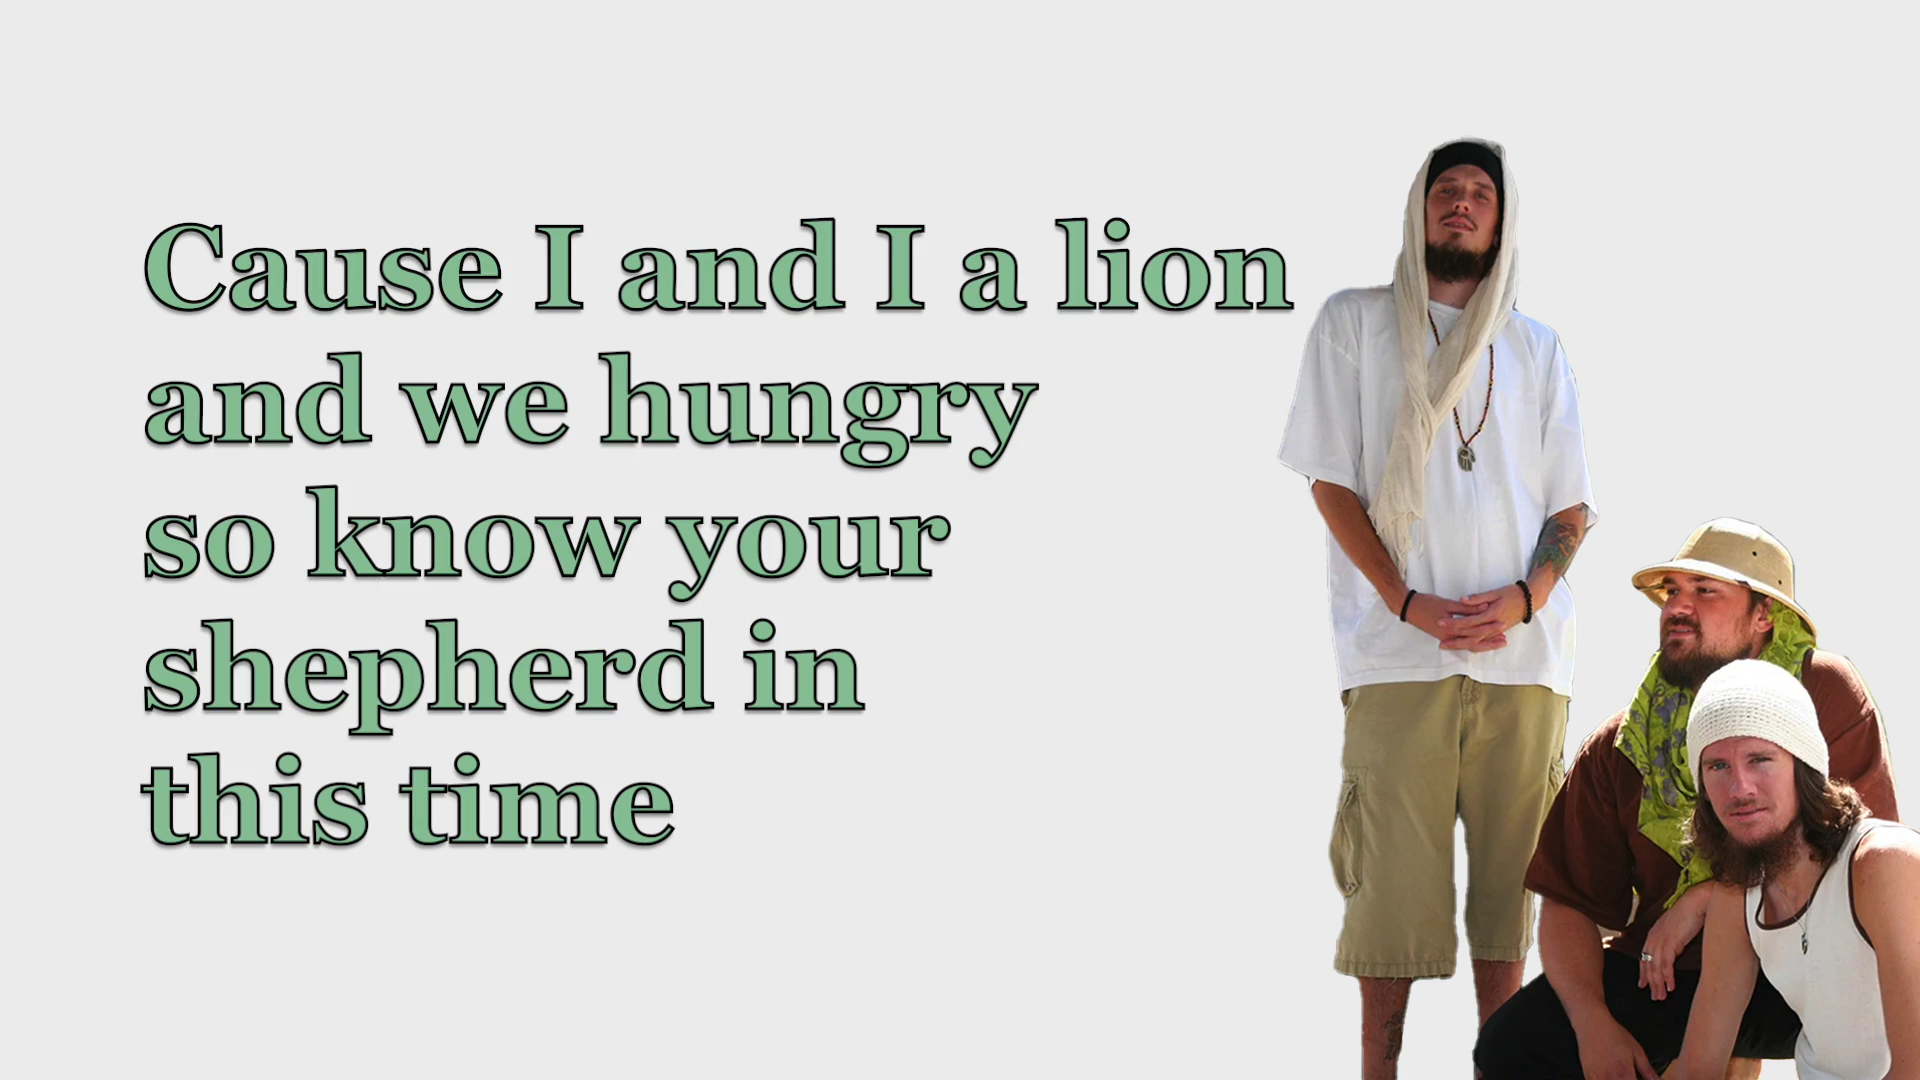 Cause I and I a lion
and we hungry
so know your
shepherd in
this time